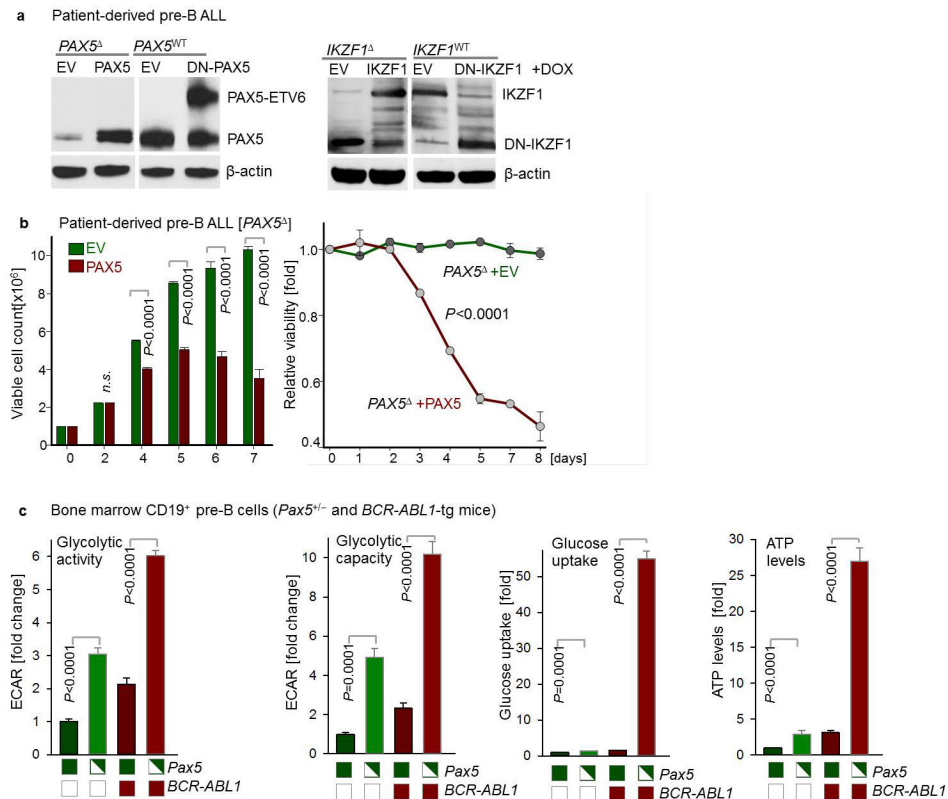 a Patient-derived pre-B ALL
PAX5Δ PAX5WT
EV PAX5 EV DN-PAX5
PAX5-ETV6
PAX5
β-actin
IKZF1Δ IKZF1WT
EV IKZF1 EV DN-IKZF1 +DOX
IKZF1
DN-IKZF1
β-actin
b Patient-derived pre-B ALL [PAX5Δ]
Viable cell count[x10⁶]
10
8
6
4
2
0
EV
PAX5
n.s.
P<0.0001
P<0.0001
P<0.0001
P<0.0001
0 2 4 5 6 7
Relative viability [fold]
1.0
0.8
0.6
0.4
PAX5Δ +EV
P<0.0001
PAX5Δ +PAX5
0 1 2 3 4 5 7 8 [days]
c Bone marrow CD19⁺ pre-B cells (Pax5⁺/⁻ and BCR-ABL1-tg mice)
Glycolytic
activity
ECAR [fold change]
6
5
4
3
2
1
0
P<0.0001
P<0.0001
Pax5
BCR-ABL1
Glycolytic
capacity
ECAR [fold change]
10
8
6
4
2
0
P=0.0001
P<0.0001
Pax5
BCR-ABL1
Glucose
uptake
Glucose uptake [fold]
50
40
30
20
10
0
P=0.0001
P<0.0001
Pax5
BCR-ABL1
ATP
levels
ATP levels [fold]
30
25
20
15
10
5
0
P<0.0001
P<0.0001
Pax5
BCR-ABL1